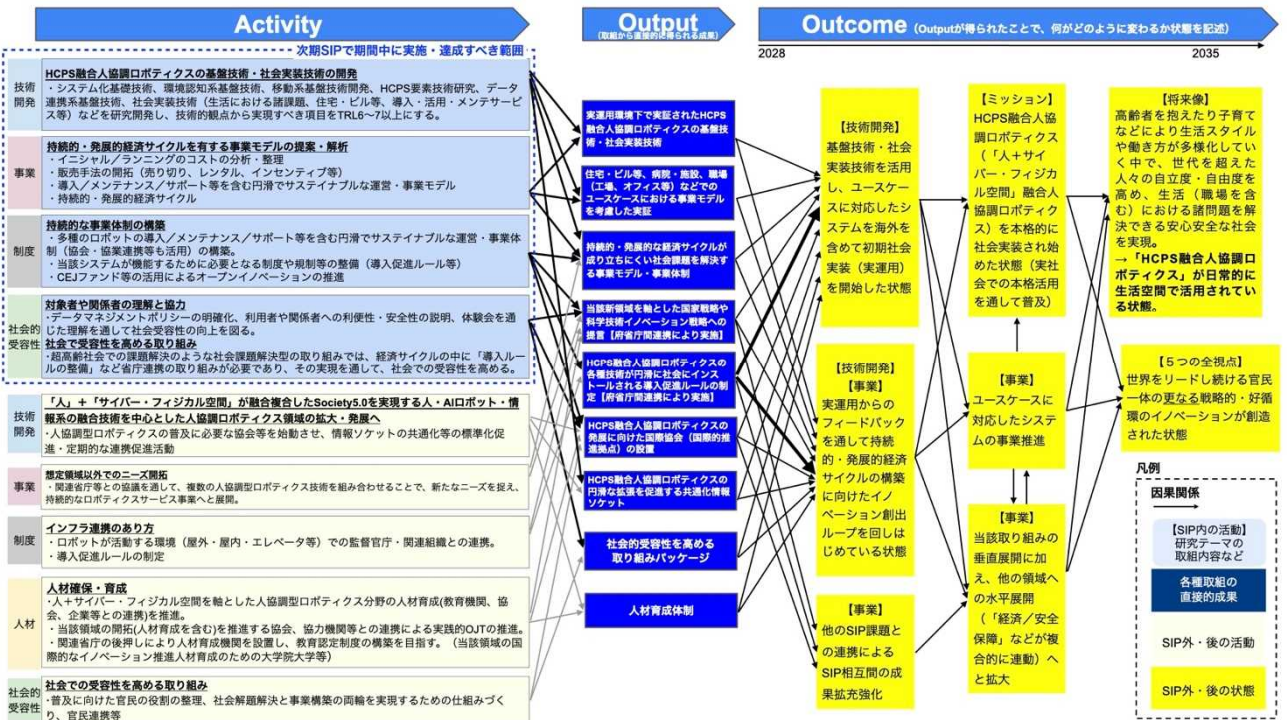 Activity
次期SIPで期間中に実施・達成すべき範囲
技術
開発
HCPS融合人協調ロボティクスの基盤技術・社会実装技術の開発
・システム化基礎技術、環境認知系基盤技術、移動系基盤技術開発、HCPS要素技術研究、データ
連携系基盤技術、社会実装技術（生活における諸課題、住宅・ビル等、導入・活用・メンテサービ
ス等）などを研究開発し、技術的観点から実現すべき項目をTRL6〜7以上にする。
事業
持続的・発展的経済サイクルを有する事業モデルの提案・解析
・イニシャル／ランニングのコストの分析・整理
・販売手法の開拓（売り切り、レンタル、インセンティブ等）
・導入／メンテナンス／サポート等を含む円滑でサステイナブルな運営・事業モデル
・持続的・発展的経済サイクル
制度
持続的な事業体制の構築
・多種のロボットの導入／メンテナンス／サポート等を含む円滑でサステイナブルな運営・事業体
制（協会・協業連携等も活用）の構築。
・当該システムが機能するために必要となる制度や規制等の整備（導入促進ルール等）
・CEJファンド等の活用によるオープンイノベーションの推進
社会的
受容性
対象者や関係者の理解と協力
・データマネジメントポリシーの明確化、利用者や関係者への利便性・安全性の説明、体験会を通
じた理解を通して社会受容性の向上を図る。
社会で受容性を高める取り組み
・超高齢社会での課題解決のような社会課題解決型の取り組みでは、経済サイクルの中に「導入ルー
ルの整備」など省庁連携の取り組みが必要であり、その実現を通して、社会での受容性を高める。
技術
開発
「人」＋「サイバー・フィジカル空間」が融合複合したSociety5.0を実現する人・AIロボット・情
報系の融合技術を中心とした人協調ロボティクス領域の拡大・発展へ
・人協調型ロボティクスの普及に必要な協会等を始動させ、情報ソケットの共通化等の標準化促
進・定期的な連携促進活動
事業
想定領域以外でのニーズ開拓
・関連省庁等との協議を通して、複数の人協調型ロボティクス技術を組み合わせることで、新たなニーズを捉え、
持続的なロボティクスサービス事業へと展開。
制度
インフラ連携のあり方
・ロボットが活動する環境（屋外・屋内・エレベータ等）での監督官庁・関連組織との連携。
・導入促進ルールの制定
人材
人材確保・育成
・人＋サイバー・フィジカル空間を軸とした人協調型ロボティクス分野の人材育成(教育機関、協
会、企業等との連携)を推進。
・当該領域の開拓(人材育成を含む)を推進する協会、協力機関等との連携による実践的OJTの推進。
・関連省庁の後押しにより人材育成機関を設置し、教育認定制度の構築を目指す。（当該領域の国
際的なイノベーション推進人材育成のための大学院大学等）
社会的
受容性
社会での受容性を高める取り組み
・普及に向けた官民の役割の整理、社会課題解決と事業構築の両輪を実現するための仕組みづく
り、官民連携等
Output
（取組から直接的に得られる成果）
実運用環境下で実証されたHCPS
融合人協調ロボティクスの基盤技
術・社会実装技術
住宅・ビル等、病院・施設、職場
（工場、オフィス等）などでの
ユースケースにおける事業モデル
を考慮した実証
持続的・発展的な経済サイクルが
成り立ちにくい社会課題を解決す
る事業モデル・事業体制
当該新領域を軸とした国家戦略や
科学技術イノベーション戦略への
提言【府省庁間連携により実施】
HCPS融合人協調ロボティクスの
各種技術が円滑に社会にインス
トールされる導入促進ルールの制
定【府省庁間連携により実施】
HCPS融合人協調ロボティクスの
発展に向けた国際協会（国際的推
進拠点）の設置
HCPS融合人協調ロボティクスの
円滑な拡張を促進する共通化情報
ソケット
社会的受容性を高める
取り組みパッケージ
人材育成体制
Outcome（Outputが得られたことで、何がどのように変わるか状態を記述）
2028
2035
【技術開発】
基盤技術・社会
実装技術を活用
し、ユースケー
スに対応したシ
ステムを海外を
含めて初期社会
実装（実運用）
を開始した状態
【技術開発】
【事業】
実運用からの
フィードバック
を通して持続
的・発展的経済
サイクルの構築
に向けたイノ
ベーション創出
ループを回しは
じめている状態
【事業】
他のSIP課題と
の連携による
SIP相互間の成
果拡充強化
【ミッション】
HCPS融合人協
調ロボティクス
（「人＋サイ
バー・フィジカ
ル空間」融合人
協調ロボティク
ス）を本格的に
社会実装され始
めた状態（実社
会での本格活用
を通して普及）
【事業】
ユースケースに
対応したシステ
ムの事業推進
【事業】
当該取り組みの
垂直展開に加
え、他の領域へ
の水平展開
（「経済／安全
保障」などが複
合的に連動）へ
と拡大
【将来像】
高齢者を抱えたり子育て
などにより生活スタイル
や働き方が多様化してい
く中で、世代を超えた
人々の自立度・自由度を
高め、生活（職場を含
む）における諸問題を解
決できる安心安全な社会
を実現。
→「HCPS融合人協調ロ
ボティクス」が日常的に
生活空間で活用されてい
る状態。
【５つの全視点】
世界をリードし続ける官民
一体の更なる戦略的・好循
環のイノベーションが創造
された状態
凡例
因果関係
【SIP内の活動】
研究テーマの
取組内容など
各種取組の
直接的成果
SIP外・後の活動
SIP外・後の状態